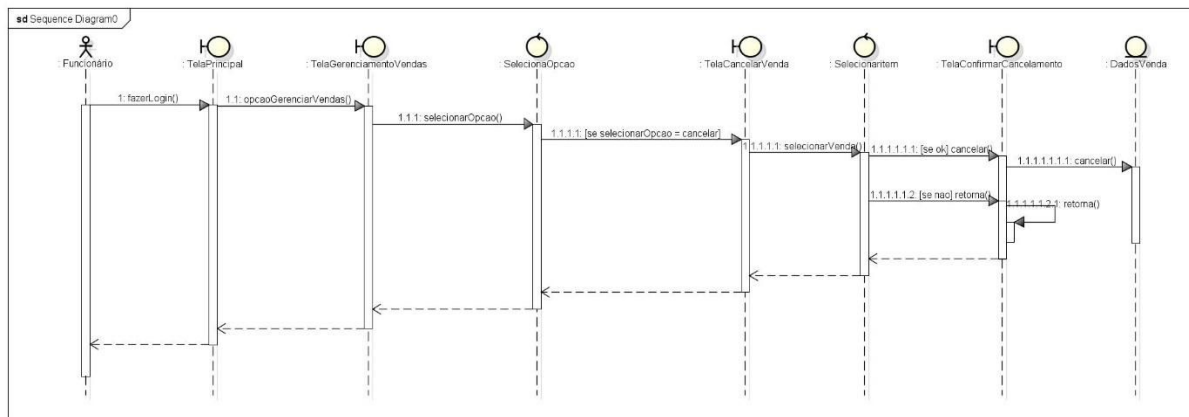 sd Sequence Diagram0
: Funcionário
: TelaPrincipal
: TelaGerenciamentoVendas
: SelecionaOpcao
: TelaCancelarVenda
: SelecionarItem
: TelaConfirmarCancelamento
: DadosVenda
1: fazerLogin()
1.1: opcaoGerenciarVendas()
1.1.1: selecionarOpcao()
1.1.1.1: [se selecionarOpcao = cancelar]
1.1.1.1.1: selecionarVenda()
1.1.1.1.1.1: [se ok] cancelar()
1.1.1.1.1.1.1: cancelar()
1.1.1.1.1.2: [se nao] retorna()
1.1.1.1.1.2.1: retorna()